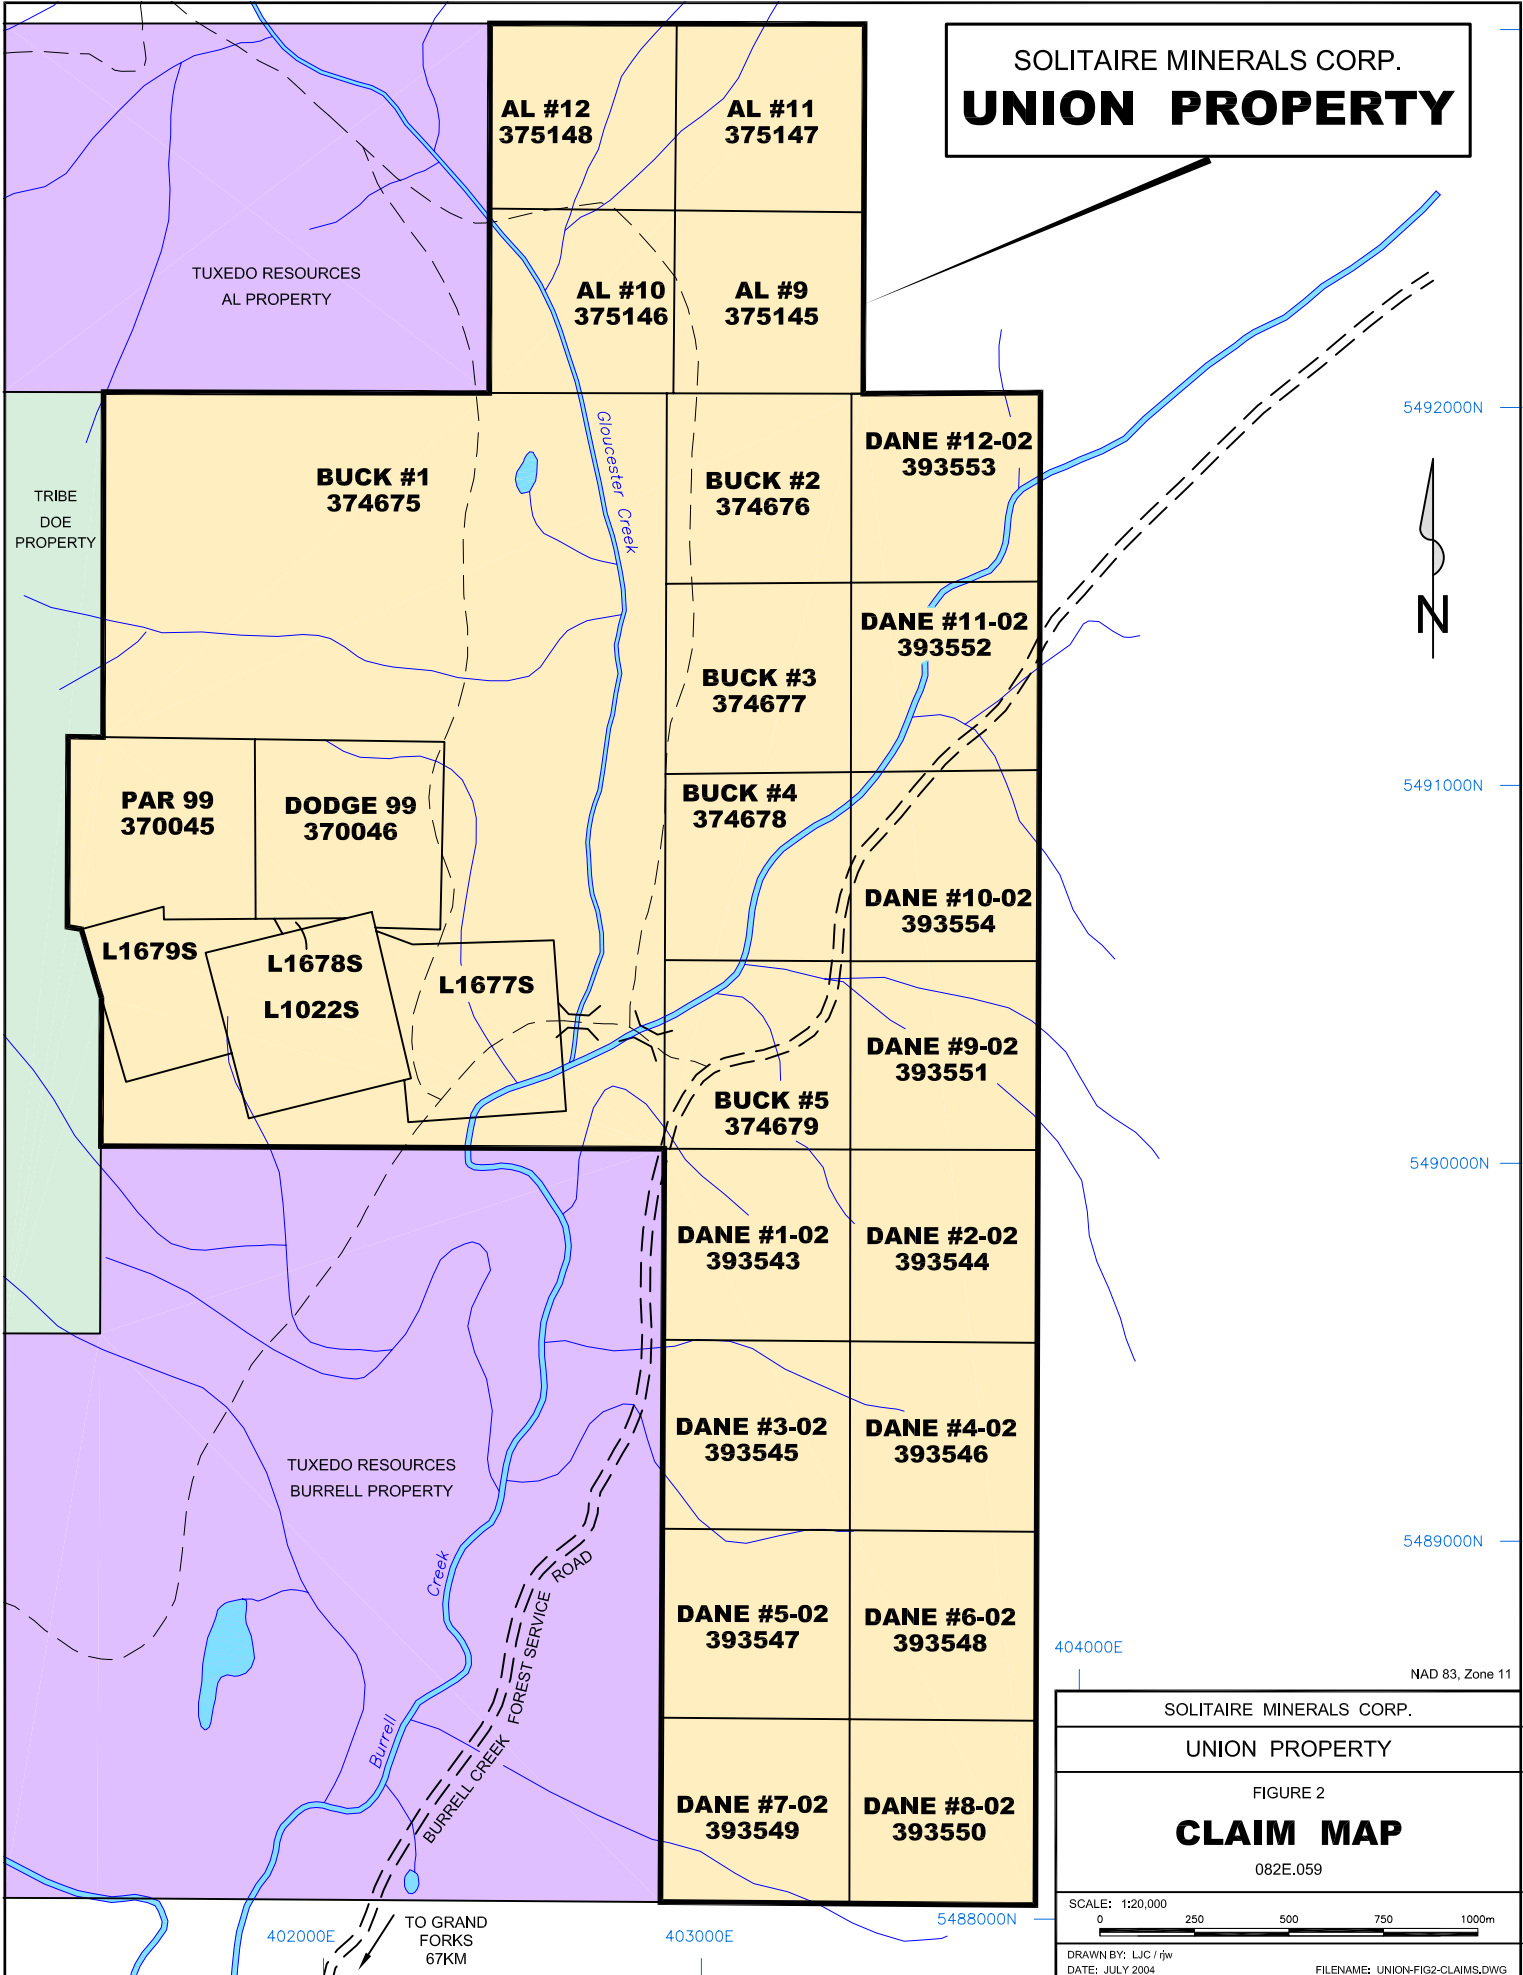 SOLITAIRE MINERALS CORP.
UNION PROPERTY
AL #12
375148
AL #11
375147
TUXEDO RESOURCES
AL PROPERTY
AL #10
375146
AL #9
375145
5492000N
Gloucester Creek
TRIBE
DOE
PROPERTY
BUCK #1
374675
BUCK #2
374676
DANE #12-02
393553
N
BUCK #3
374677
DANE #11-02
393552
5491000N
PAR 99
370045
DODGE 99
370046
BUCK #4
374678
DANE #10-02
393554
L1679S
L1678S
L1022S
L1677S
DANE #9-02
393551
BUCK #5
374679
5490000N
DANE #1-02
393543
DANE #2-02
393544
DANE #3-02
393545
DANE #4-02
393546
TUXEDO RESOURCES
BURRELL PROPERTY
5489000N
Burrell Creek
BURRELL CREEK FOREST SERVICE ROAD
DANE #5-02
393547
DANE #6-02
393548
404000E
NAD 83, Zone 11
DANE #7-02
393549
DANE #8-02
393550
402000E
TO GRAND
FORKS
67KM
403000E
5488000N
SOLITAIRE MINERALS CORP.
UNION PROPERTY
FIGURE 2
CLAIM MAP
082E.059
SCALE: 1:20,000
0 250 500 750 1000m
DRAWN BY: LJC / rjw
DATE: JULY 2004
FILENAME: UNION-FIG2-CLAIMS.DWG